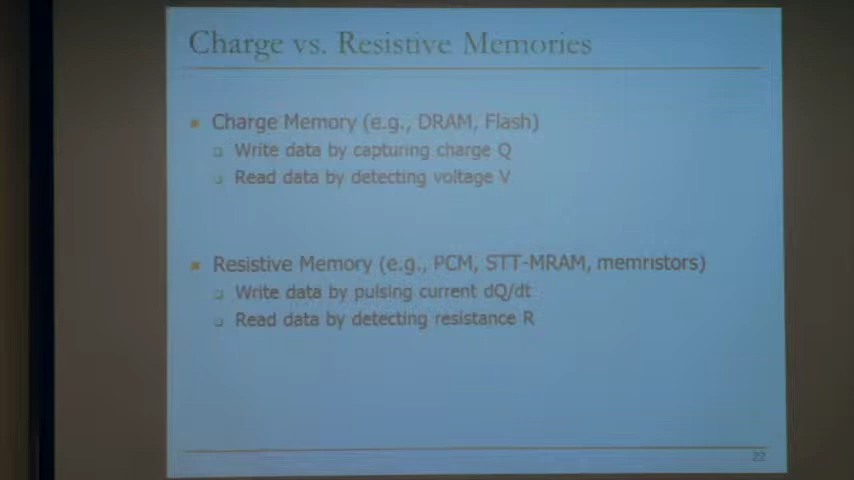 Charge vs. Resistive Memories
Charge Memory (e.g., DRAM, Flash)
Write data by capturing charge Q
Read data by detecting voltage V
Resistive Memory (e.g., PCM, STT-MRAM, memristors)
Write data by pulsing current dQ/dt
Read data by detecting resistance R
22